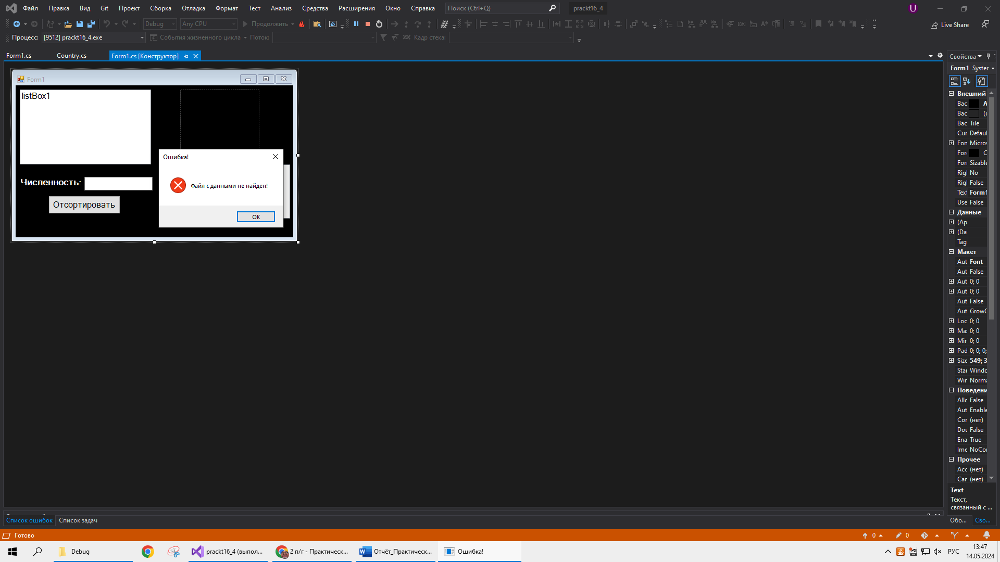 Файл Правка Вид Git Проект Сборка Отладка Формат Тест Анализ Средства Расширения Окно Справка Поиск (Ctrl+Q) prackt16_4 U
Debug Any CPU Продолжить Live Share
Процесс: [9512] prackt16_4.exe События жизненного цикла Поток: Кадр стека:
Form1.cs Country.cs Form1.cs [Конструктор]
Form1
listBox1
Численность:
Отсортировать
Ошибка!
Файл с данными не найден!
ОК
Свойства
Form1 Syster
Внешний
Bac A
Bac (
Bac Tile
Cur Defaul
Fon Micros
Fore C
For Sizable
Rigl No
Rigl False
Text Form1
Use False
Данные
(Ap
(Da
Tag
Макет
Aut Font
Aut False
Aut 0; 0
Aut 0; 0
Aut False
Aut GrowC
Loc 0; 0
Max 0; 0
Min 0; 0
Pad 0; 0; 0;
Size 549; 3
Star Windo
Wir Norma
Поведени
Allc False
Aut Enable
Cor (нет)
Dou False
Ena True
Ime NoCor
Прочее
Acc (нет)
Car (нет)
Text
Текст,
связанный с ...
Обо... Сво...
Список ошибок Список задач
Готово 0 0
Debug prackt16_4 (выпол... 2 п/г - Практическ... Отчёт_Практическ... Ошибка! РУС
13:47
14.05.2024